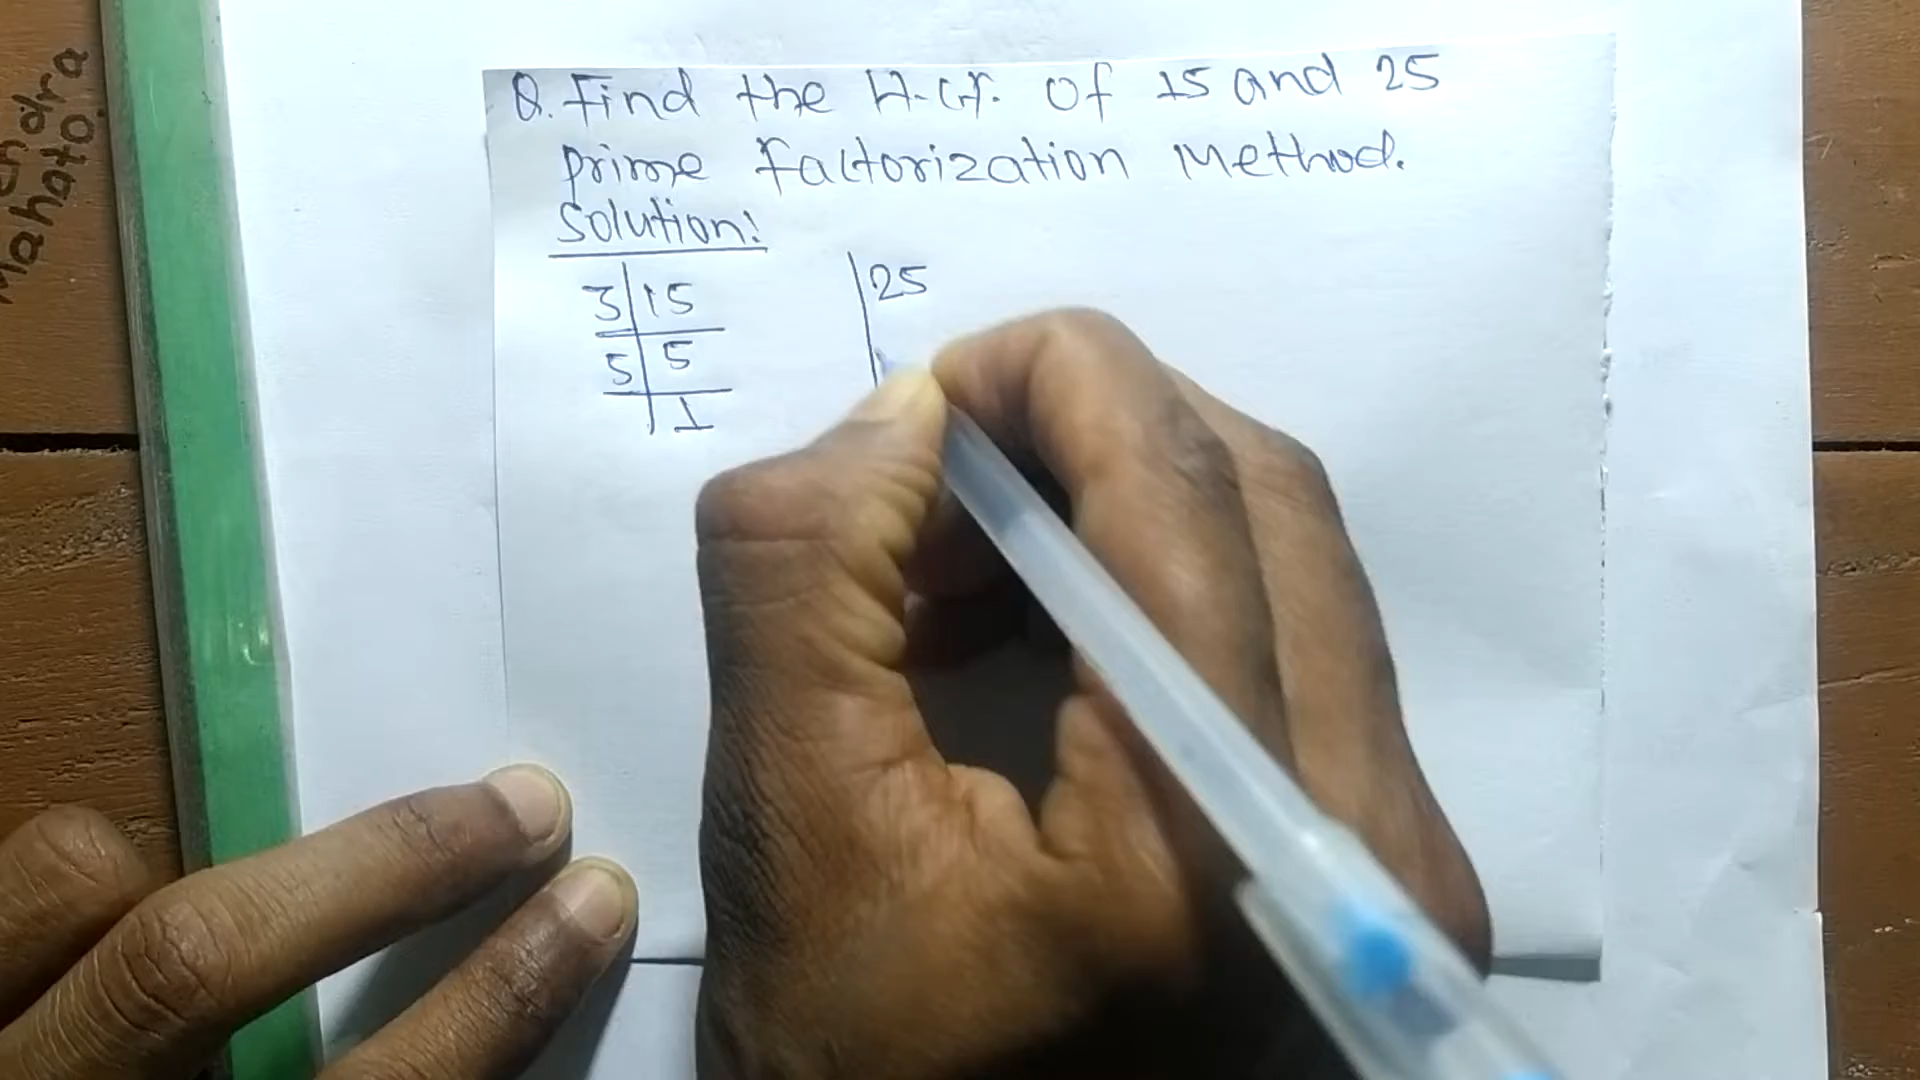 Q. Find the H.C.F. of 15 and 25
prime factorization Method.
Solution:
3 15
5 5
1
25
Mahato